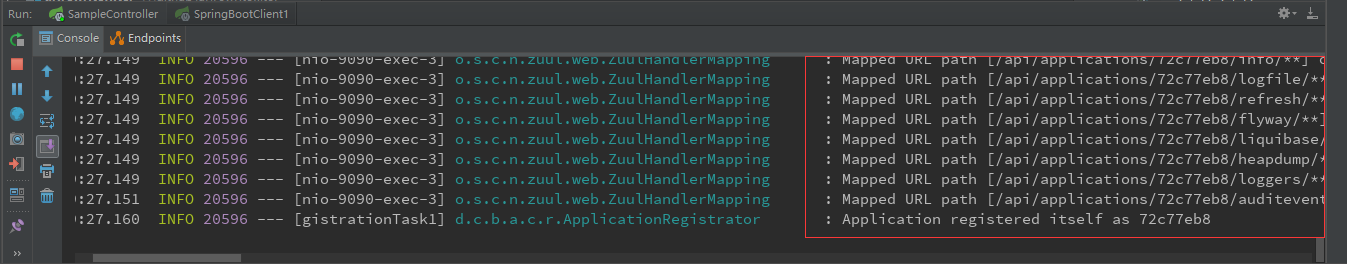 Run: SampleController SpringBootClient1
Console Endpoints
):27.149 INFO 20596 --- [nio-9090-exec-3] o.s.c.n.zuul.web.ZuulHandlerMapping : Mapped URL path [/api/applications/72c77eb8/info/**] o
):27.149 INFO 20596 --- [nio-9090-exec-3] o.s.c.n.zuul.web.ZuulHandlerMapping : Mapped URL path [/api/applications/72c77eb8/logfile/**
):27.149 INFO 20596 --- [nio-9090-exec-3] o.s.c.n.zuul.web.ZuulHandlerMapping : Mapped URL path [/api/applications/72c77eb8/refresh/**
):27.149 INFO 20596 --- [nio-9090-exec-3] o.s.c.n.zuul.web.ZuulHandlerMapping : Mapped URL path [/api/applications/72c77eb8/flyway/**]
):27.149 INFO 20596 --- [nio-9090-exec-3] o.s.c.n.zuul.web.ZuulHandlerMapping : Mapped URL path [/api/applications/72c77eb8/liquibase/
):27.149 INFO 20596 --- [nio-9090-exec-3] o.s.c.n.zuul.web.ZuulHandlerMapping : Mapped URL path [/api/applications/72c77eb8/heapdump/*
):27.149 INFO 20596 --- [nio-9090-exec-3] o.s.c.n.zuul.web.ZuulHandlerMapping : Mapped URL path [/api/applications/72c77eb8/loggers/**
):27.151 INFO 20596 --- [nio-9090-exec-3] o.s.c.n.zuul.web.ZuulHandlerMapping : Mapped URL path [/api/applications/72c77eb8/auditevent
):27.160 INFO 20596 --- [gistrationTask1] d.c.b.a.c.r.ApplicationRegistrator : Application registered itself as 72c77eb8